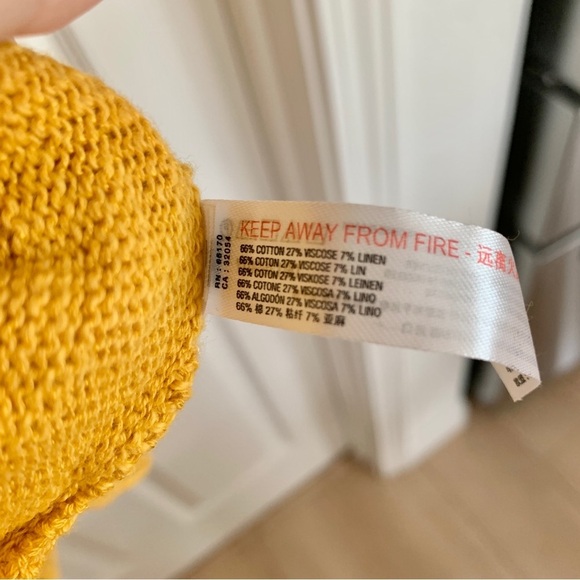 KEEP AWAY FROM FIRE - 远离火
66% COTTON 27% VISCOSE 7% LINEN
66% COTON 27% VISCOSE 7% LIN
66% COTTON 27% VISKOSE 7% LEINEN
66% COTONE 27% VISCOSA 7% LINO
66% ALGODÓN 27% VISCOSA 7% LINO
66% 棉 27% 粘纤 7% 亚麻
RN : 66170
CA : 32054